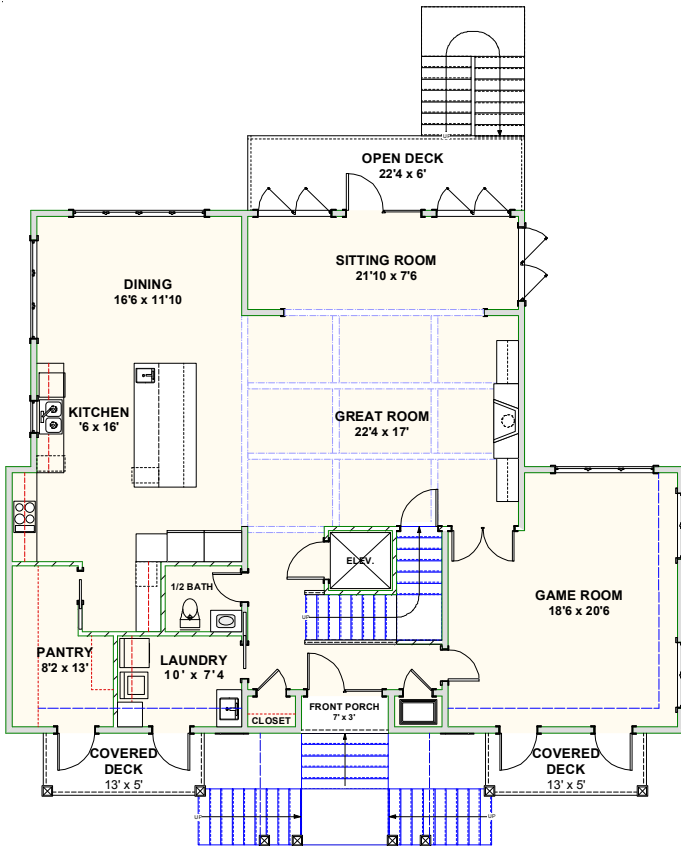 UP
OPEN DECK
22'4 x 6'
SITTING ROOM
21'10 x 7'6
DINING
16'6 x 11'10
KITCHEN
'6 x 16'
GREAT ROOM
22'4 x 17'
ELEV.
1/2 BATH
GAME ROOM
18'6 x 20'6
UP
PANTRY
8'2 x 13'
LAUNDRY
10' x 7'4
CLOSET
FRONT PORCH
7' x 3'
COVERED
DECK
13' x 5'
COVERED
DECK
13' x 5'
UP
UP